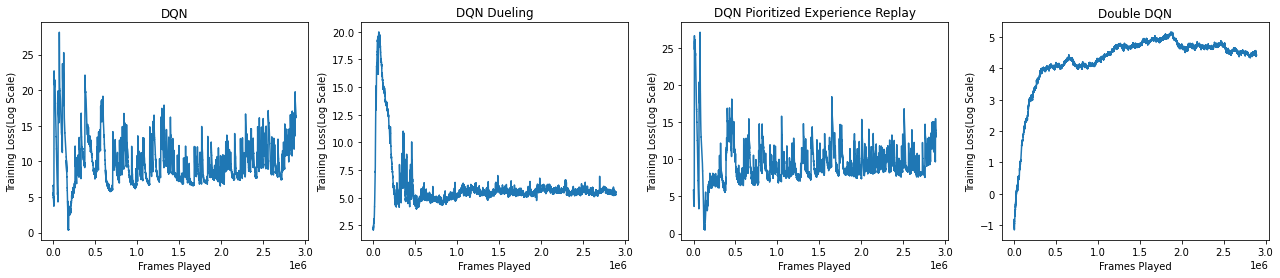 DQN
Training Loss(Log Scale)
25
20
15
10
5
0
0.0 0.5 1.0 1.5 2.0 2.5 3.0
1e6
Frames Played
DQN Dueling
Training Loss(Log Scale)
20.0
17.5
15.0
12.5
10.0
7.5
5.0
2.5
0.0 0.5 1.0 1.5 2.0 2.5 3.0
1e6
Frames Played
DQN Pioritized Experience Replay
Training Loss(Log Scale)
25
20
15
10
5
0
0.0 0.5 1.0 1.5 2.0 2.5 3.0
1e6
Frames Played
Double DQN
Training Loss(Log Scale)
5
4
3
2
1
0
−1
0.0 0.5 1.0 1.5 2.0 2.5 3.0
1e6
Frames Played